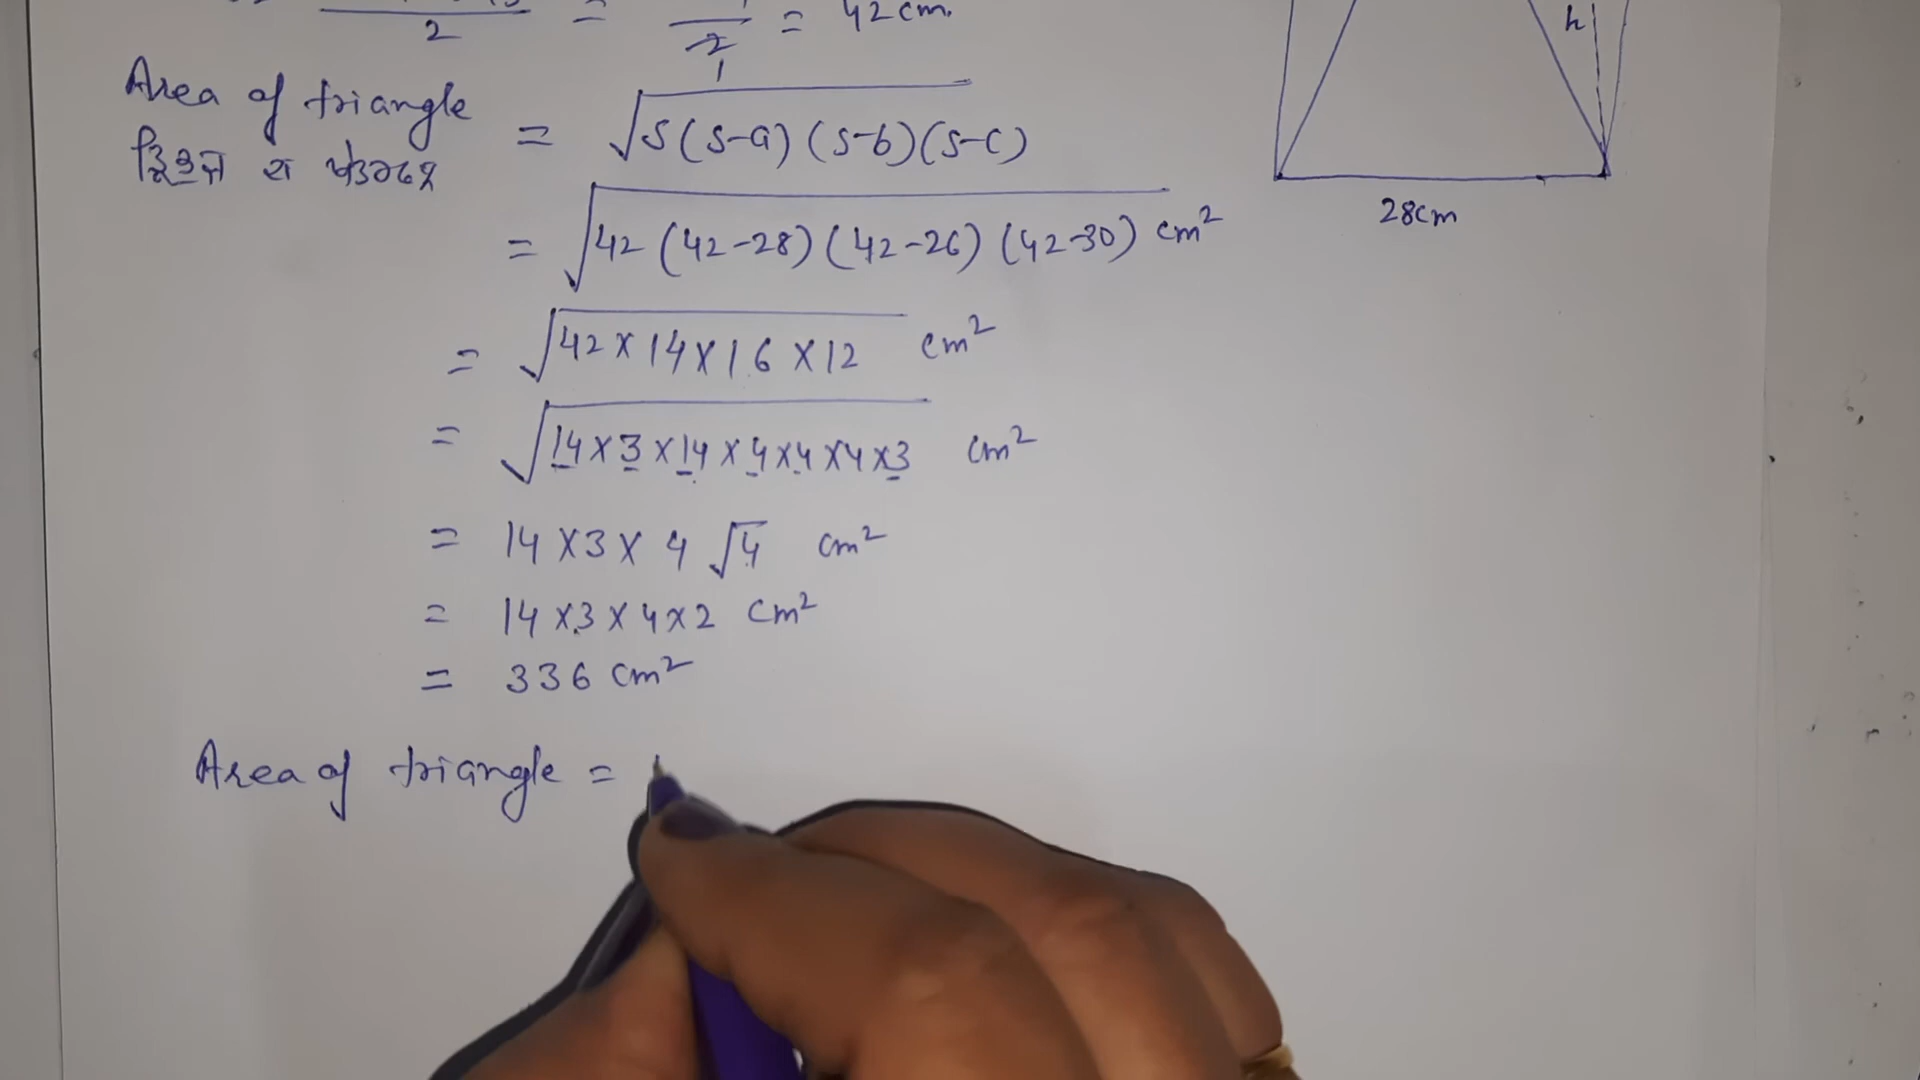 2 = 2 = 42 cm.
1
h
Area of triangle = √s(s-a)(s-b)(s-c)
28cm
= √42(42-28)(42-26)(42-30) cm²
= √42×14×16×12 cm²
= √14×3×14×4×4×4×3 cm²
= 14×3×4√4 cm²
= 14×3×4×2 cm²
= 336 cm²
Area of triangle =